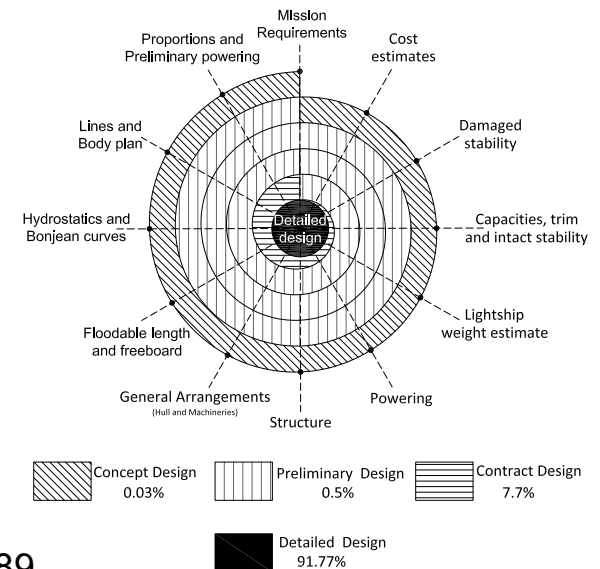 MIssion
Requirements
Proportions and
Preliminary powering
Cost
estimates
Lines and
Body plan
Damaged
stability
Detailed
design
Hydrostatics and
Bonjean curves
Capacities, trim
and intact stability
Floodable length
and freeboard
Lightship
weight estimate
General Arrangements
(Hull and Machineries)
Powering
Structure
Concept Design
0.03%
Preliminary Design
0.5%
Contract Design
7.7%
Detailed Design
91.77%
89